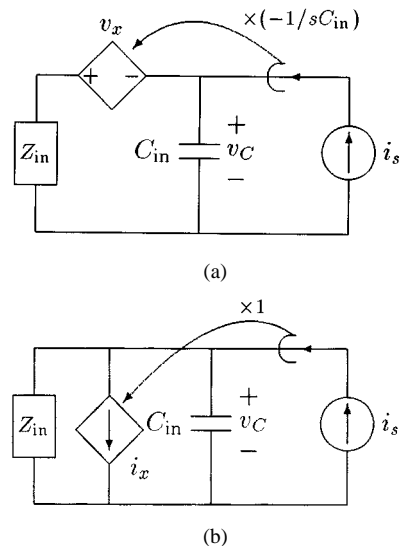 ×(−1/sC_in)
v_x
+ −
Z_in
C_in
+
v_C
−
i_s
(a)
×1
Z_in
i_x
C_in
+
v_C
−
i_s
(b)